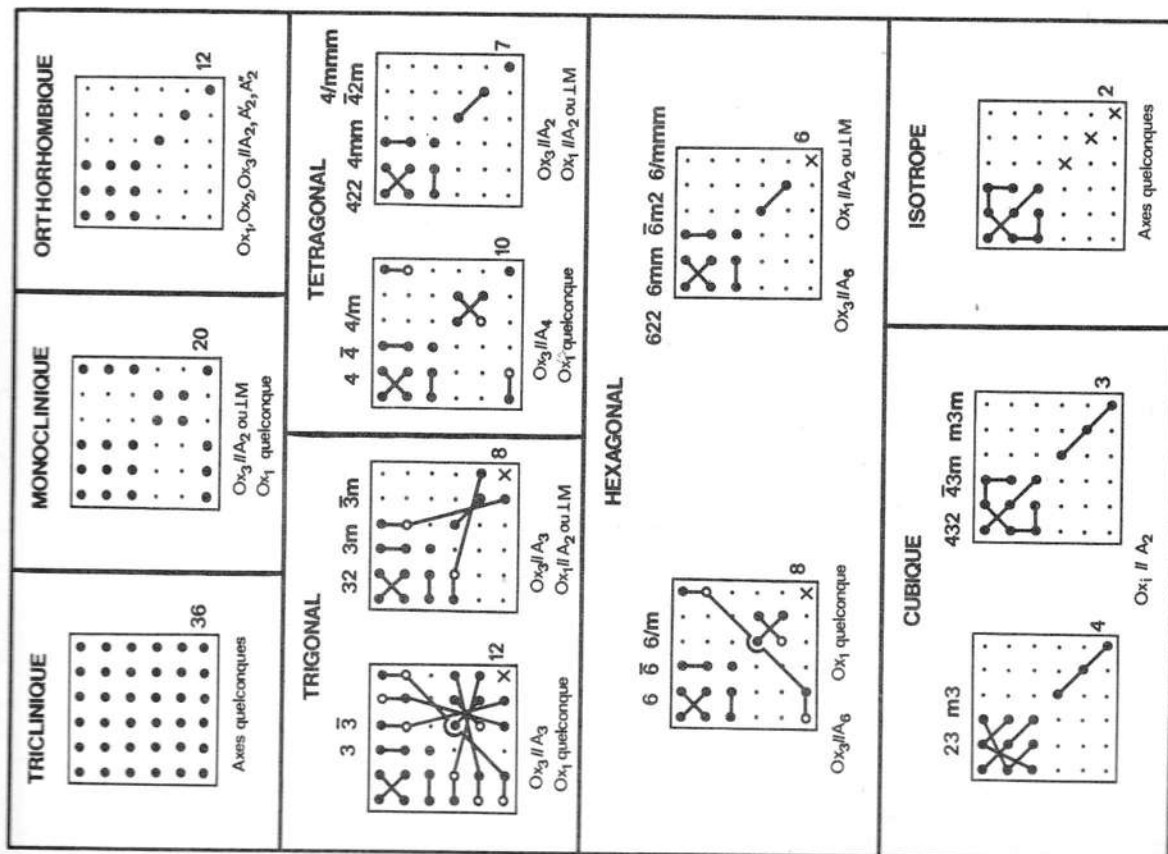 TRICLINIQUE
36
Axes quelconques
MONOCLINIQUE
20
Ox₃//A₂ ou ⊥M
Ox₁ quelconque
ORTHORHOMBIQUE
12
Ox₁,Ox₂,Ox₃//A₂, A'₂, A''₂
TRIGONAL
3 3̅
12
Ox₃//A₃
Ox₁ quelconque
32 3m 3̅m
8
Ox₃//A₃
Ox₁//A₂ ou ⊥M
TETRAGONAL
4 4̅ 4/m
10
Ox₃//A₄
Ox₁ quelconque
4/mmm
422 4mm 4̅2m
7
Ox₃//A₂
Ox₁//A₂ ou ⊥M
HEXAGONAL
6 6̅ 6/m
8
Ox₃//A₆ Ox₁ quelconque
622 6mm 6̅m2 6/mmm
6
Ox₃//A₆ Ox₁//A₂ ou ⊥M
CUBIQUE
23 m3
4
432 4̅3m m3m
3
Oxᵢ // A₂
ISOTROPE
2
Axes quelconques